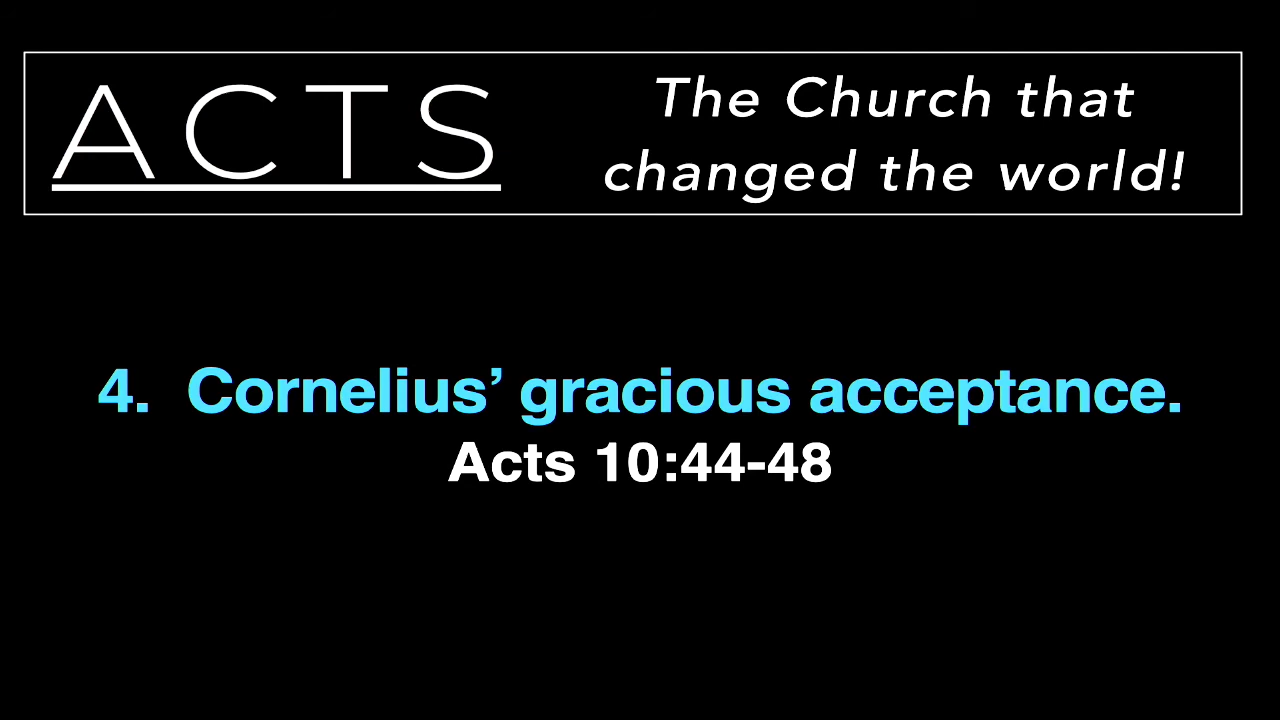 ACTS
The Church that
changed the world!
4. Cornelius’ gracious acceptance.
Acts 10:44-48